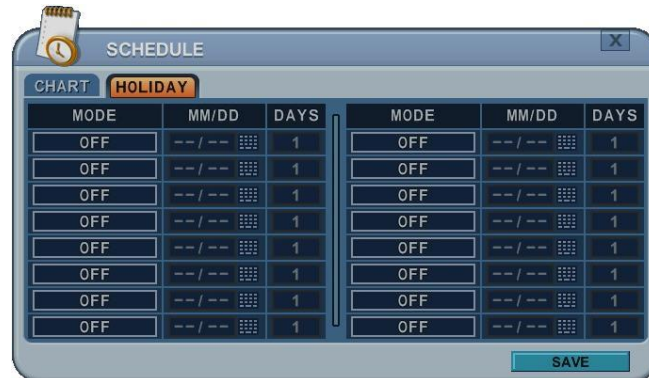 SCHEDULE X
CHART HOLIDAY
MODE MM/DD DAYS MODE MM/DD DAYS
OFF --/-- 1 OFF --/-- 1
OFF --/-- 1 OFF --/-- 1
OFF --/-- 1 OFF --/-- 1
OFF --/-- 1 OFF --/-- 1
OFF --/-- 1 OFF --/-- 1
OFF --/-- 1 OFF --/-- 1
OFF --/-- 1 OFF --/-- 1
OFF --/-- 1 OFF --/-- 1
SAVE